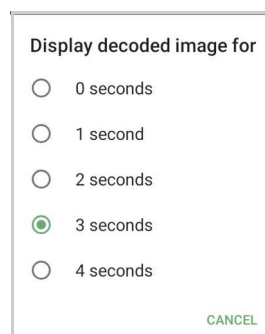 Display decoded image for
0 seconds
1 second
2 seconds
3 seconds
4 seconds
CANCEL